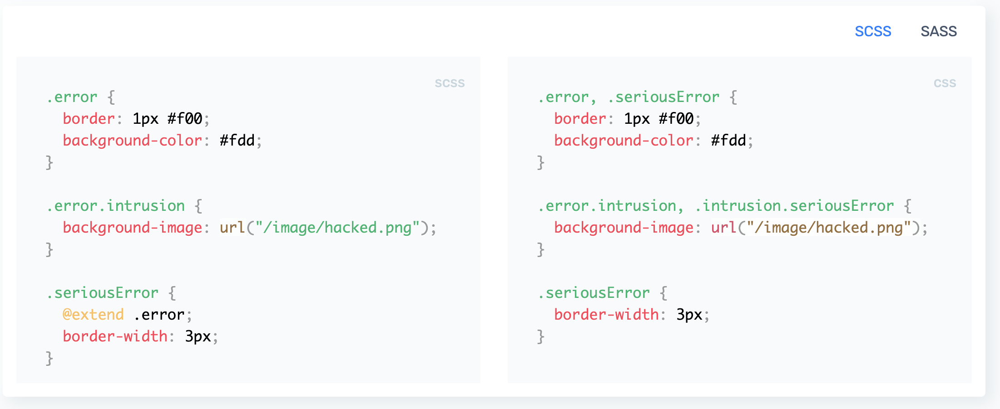 SCSS SASS
SCSS
.error {
  border: 1px #f00;
  background-color: #fdd;
}

.error.intrusion {
  background-image: url("/image/hacked.png");
}

.seriousError {
  @extend .error;
  border-width: 3px;
}
CSS
.error, .seriousError {
  border: 1px #f00;
  background-color: #fdd;
}

.error.intrusion, .intrusion.seriousError {
  background-image: url("/image/hacked.png");
}

.seriousError {
  border-width: 3px;
}